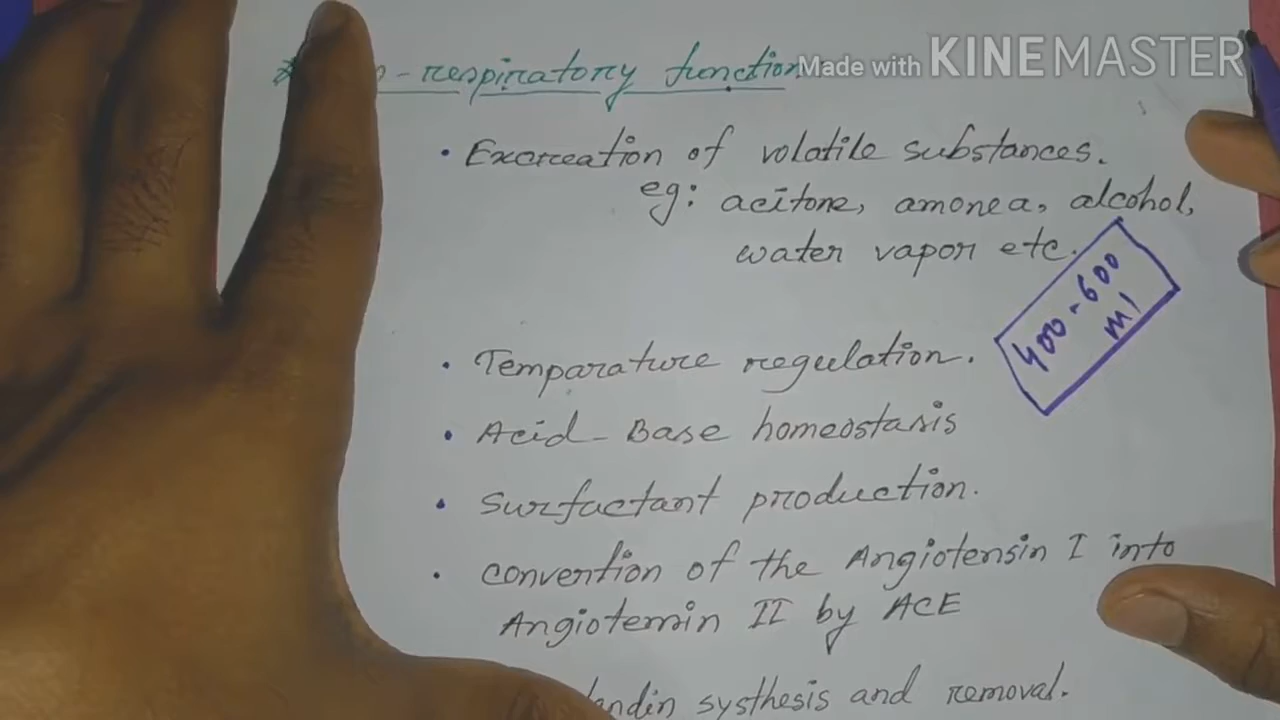 -respiratory function
Made with KINEMASTER
• Excreation of volatile substances.
eg: acitone, amonea, alcohol,
water vapor etc.
400-600
ml
• Temparature regulation.
• Acid-Base homeostasis
• Surfactant production.
• convertion of the Angiotensin I into
Angiotensin II by ACE
systhesis and removal.